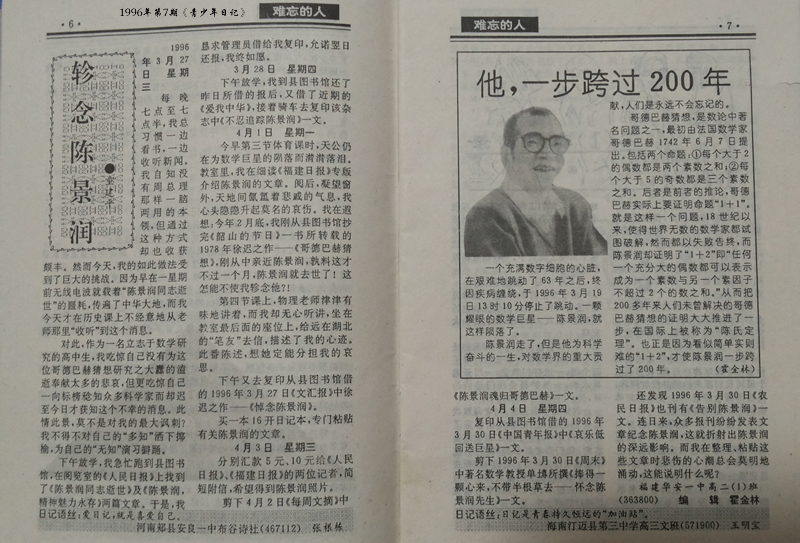 1996年第7期《青少年日记》
·6·
难忘的人
轸念陈景润
1996
年3月27
日 星期
三
每晚
七点至七
点半，我总
习惯一边
看书，一边
收听新闻。
我自知没
有周总理
那样一脑
两用的本
领，但通过
这种方式
却也收获
颇丰。然而今天，我的如此做法受
到了巨大的挑战。因为早在一星期
前无线电波就载着“陈景润同志逝
世”的噩耗，传遍了中华大地，而我
今天才在历史课上不经意地从老
师那里“收听”到这个消息。
对此，作为一名立志于数学研
究的高中生，我吃惊自己没有为这
位哥德巴赫猜想研究之大纛的遽
逝奉献太多的悲哀，但更吃惊自己
一向标榜铯知众多科学家而却迟
至今日才获知这个不幸的消息。此
情此景，莫不是对我的最大讽刺？
我不得不对自己的“多知”洒下揶
揄，为自己的“无知”演习僻踊。
下午放学，我急忙跑到县图书
馆，在阅览室的《人民日报》上我找到
了《陈景润同志逝世》及《陈景润，
精神魅力永存》两篇文章。于是，我
恳求管理员借给我复印，允诺翌日
还报，我终如愿。
3月28日 星期四
下午放学，我到县图书馆还了
昨日所借的报后，又借了近期的
《爱我中华》，接着骑车去复印该杂
志中《不忍追踪陈景润》一文。
4月1日 星期一
今早第三节体育课时，天公仍
在为数学巨星的陨落而潸潸落泪。
教室里，我在细读《福建日报》专版
介绍陈景润的文章。阅后，凝望窗
外，天地间氤氲着悲戚的气息，我
心头隐隐升起莫名的哀伤。我在遐
想：今年2月底，我刚从县图书馆抄
完《韶山的节日》一书所转载的
1978年徐迟之作——《哥德巴赫猜
想》，刚从中亲近陈景润，孰料这才
不过一个月，陈景润就去世了！这
怎能不使我轸念他？！
第四节课上，物理老师津津有
味地讲着，而我却无心听讲，坐在
教室最后面的座位上，给远在湖北
的“笔友”去信，描述了我的心迹。
此番陈述，想她定能分担我的哀
思。
下午又去复印从县图书馆借
的1996年3月27日《文汇报》中徐
迟之作——《悼念陈景润》。
买一本16开日记本，专门粘贴
有关陈景润的文章。
4月3日 星期三
分别汇款5元、10元给《人民
日报》、《福建日报》的两位记者，简
短附信，希望得到陈景润照片。
剪下4月2日《每周文摘》中
日记语丝：爱日记，就是喜爱自己。
河南郏县安良一中布谷诗社(467112) 张银栋
难忘的人
·7·
他，一步跨过200年
一个充满数字细胞的心脏，
在艰难地跳动了63年之后，终
因疾病缠绕，于1996年3月19
日13时10分停止了跳动。一颗
耀眼的数学巨星——陈景润，就
这样陨落了。
陈景润走了，但是他为科学
奋斗的一生，对数学界的重大贡
献，人们是永远不会忘记的。
哥德巴赫猜想，是数论中著
名问题之一，最初由法国数学家
哥德巴赫1742年6月7日提
出。包括两个命题：①每个大于2
的偶数都是两个素数之和；②每
个大于5的奇数都是三个素数
之和。后者是前者的推论，哥德
巴赫实际上要证明命题“1+1”。
就是这样一个问题，18世纪以
来，使得世界无数的数学家都试
图破解，然而都以失败告终，而
陈景润却证明了“1+2”即“任何
一个充分大的偶数都可以表示
成为一个素数与另一个素因子
不超过2个的数之和。”从而把
200多年来人们未曾解决的哥德
巴赫猜想的证明大大推进了一
步，在国际上被称为“陈氏定
理”。也正是因为看似简单实则
难的“1+2”，才使陈景润一步跨
过了200年。 (霍金林)
《陈景润魂归哥德巴赫》一文。
4月4日 星期四
复印从县图书馆借的1996年
3月30日《中国青年报》中《哀乐低
回送巨星》一文。
剪下1996年3月30日《周末》
中著名数学教授单墫所撰《捧得一
颗心来，不带半根草去——怀念陈
景润先生》一文。
还发现1996年3月30日《农
民日报》也刊有《告别陈景润》一
文。连日来，众多报刊纷纷发表文
章纪念陈景润，这就折射出陈景润
的深远影响。而我在整理、粘贴这
些文章时悲伤的心潮总会莫明地
涌动，这能说明什么呢？
福建华安一中高二(1)班
(363800) 编 辑 霍金林
日记语丝：日记是青春持久恒远的“加油站”。
海南汀迈县第三中学高三文班(571900) 王明宝